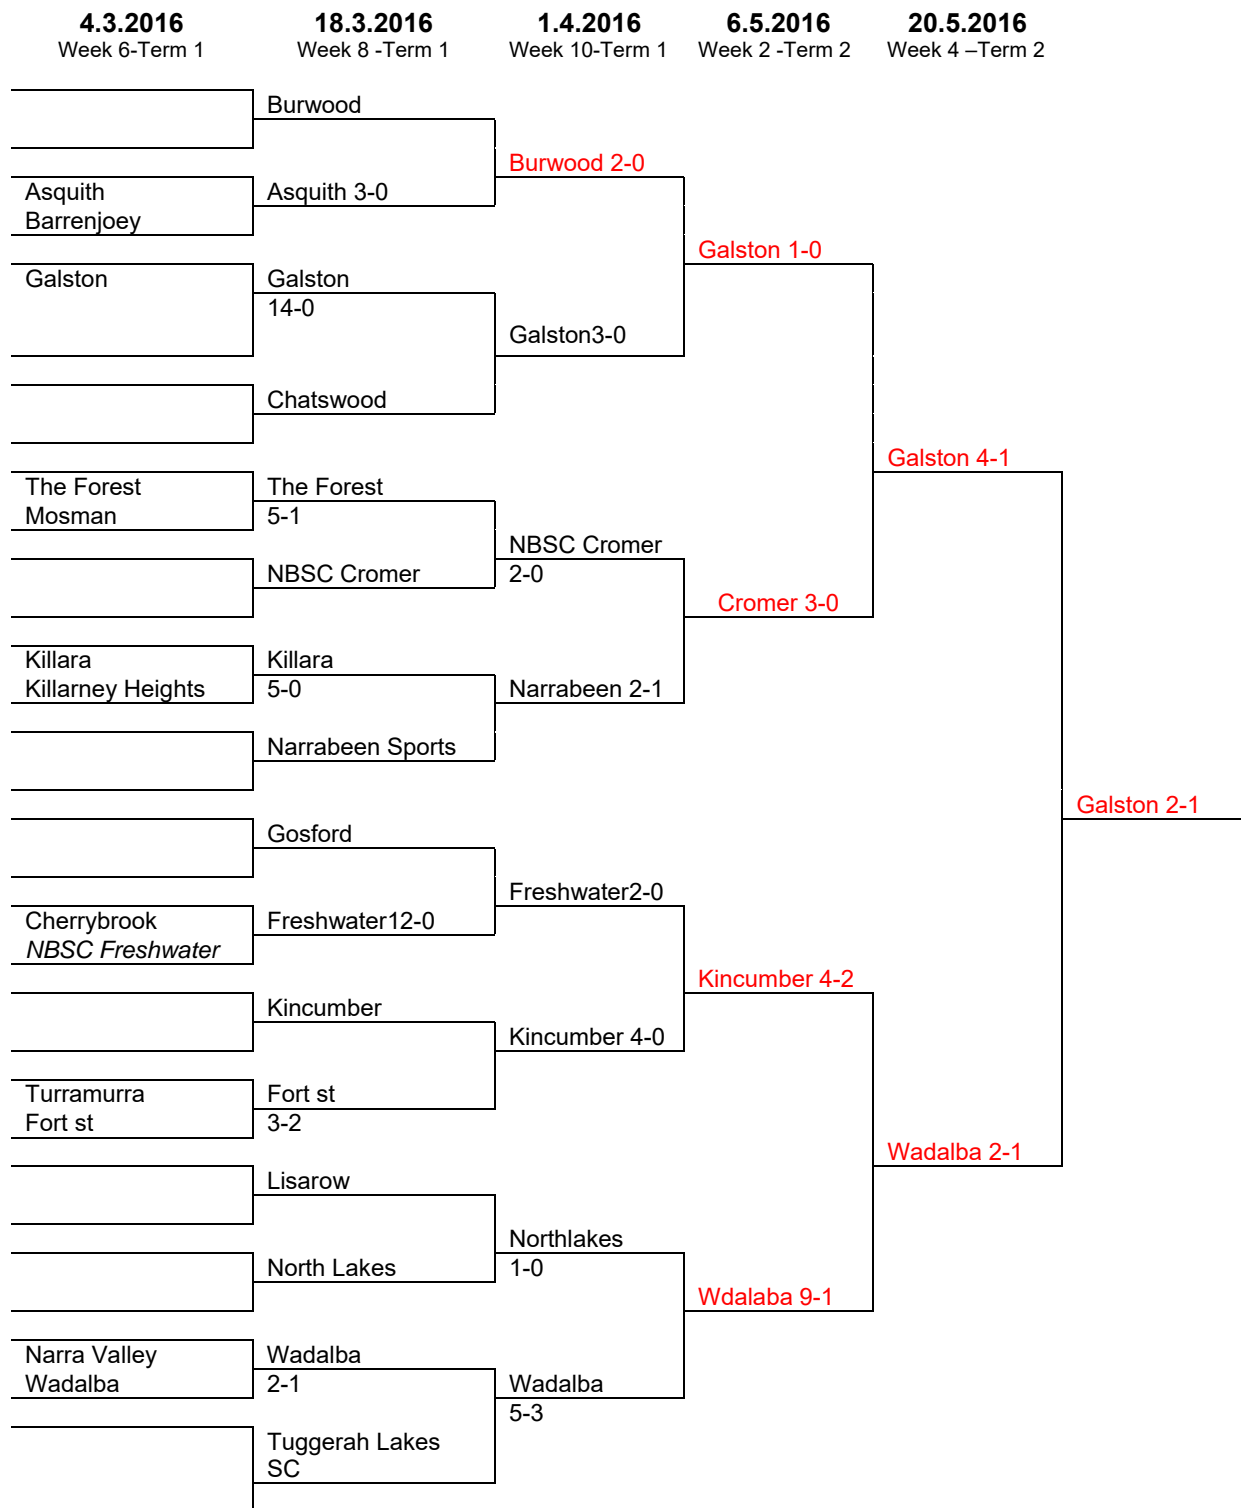 4.3.2016
Week 6-Term 1
18.3.2016
Week 8 -Term 1
1.4.2016
Week 10-Term 1
6.5.2016
Week 2 -Term 2
20.5.2016
Week 4 –Term 2
Burwood
Burwood 2-0
Asquith
Barrenjoey
Asquith 3-0
Galston 1-0
Galston
Galston
14-0
Galston3-0
Chatswood
Galston 4-1
The Forest
Mosman
The Forest
5-1
NBSC Cromer
2-0
NBSC Cromer
Cromer 3-0
Killara
Killarney Heights
Killara
5-0
Narrabeen 2-1
Narrabeen Sports
Galston 2-1
Gosford
Freshwater2-0
Cherrybrook
NBSC Freshwater
Freshwater12-0
Kincumber 4-2
Kincumber
Kincumber 4-0
Turramurra
Fort st
Fort st
3-2
Wadalba 2-1
Lisarow
Northlakes
1-0
North Lakes
Wdalaba 9-1
Narra Valley
Wadalba
Wadalba
2-1
Wadalba
5-3
Tuggerah Lakes
SC